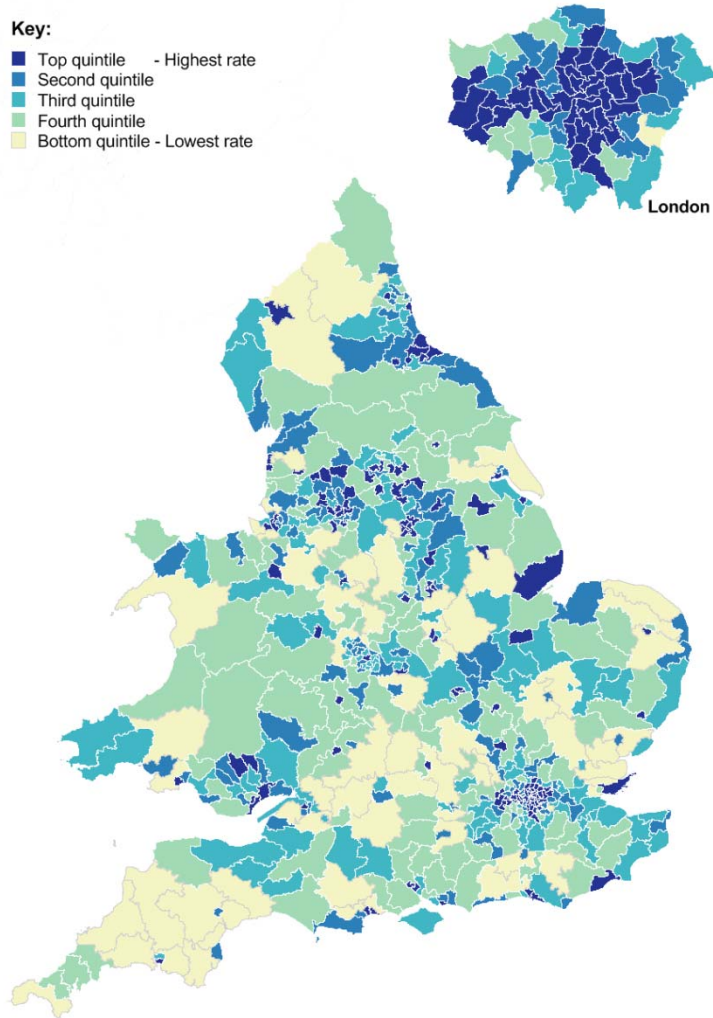 Key:
Top quintile - Highest rate
Second quintile
Third quintile
Fourth quintile
Bottom quintile - Lowest rate
London